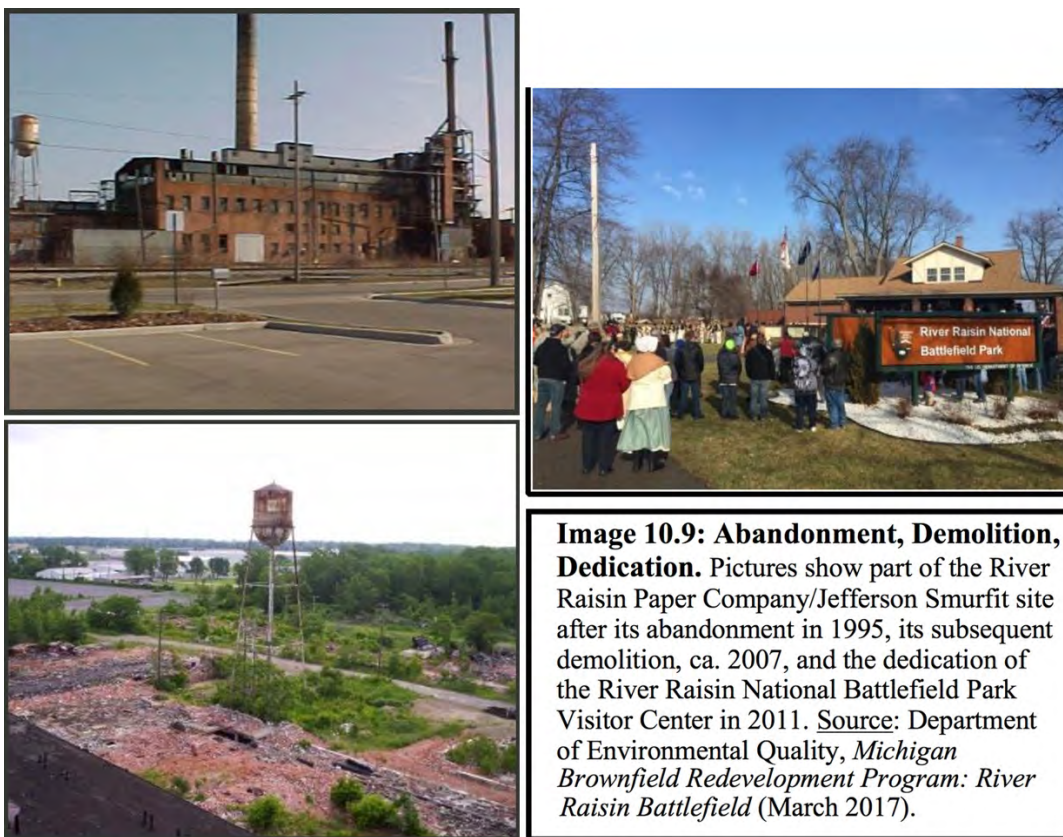 River Raisin National
Battlefield Park
Image 10.9: Abandonment, Demolition,
Dedication. Pictures show part of the River
Raisin Paper Company/Jefferson Smurfit site
after its abandonment in 1995, its subsequent
demolition, ca. 2007, and the dedication of
the River Raisin National Battlefield Park
Visitor Center in 2011. Source: Department
of Environmental Quality, Michigan
Brownfield Redevelopment Program: River
Raisin Battlefield (March 2017).